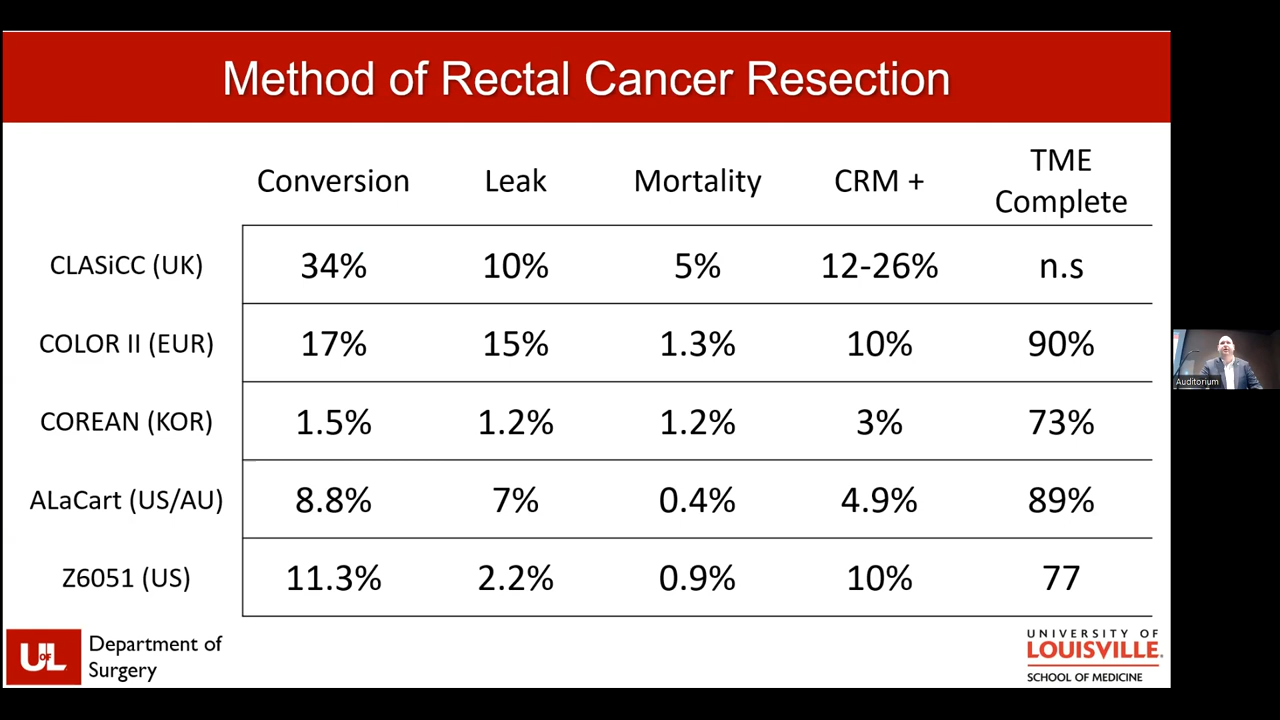 Method of Rectal Cancer Resection
Conversion Leak Mortality CRM + TME Complete
CLASiCC (UK) 34% 10% 5% 12-26% n.s
COLOR II (EUR) 17% 15% 1.3% 10% 90%
COREAN (KOR) 1.5% 1.2% 1.2% 3% 73%
ALaCart (US/AU) 8.8% 7% 0.4% 4.9% 89%
Z6051 (US) 11.3% 2.2% 0.9% 10% 77
UofL
Department of
Surgery
UNIVERSITY OF
LOUISVILLE.
SCHOOL OF MEDICINE
Auditorium